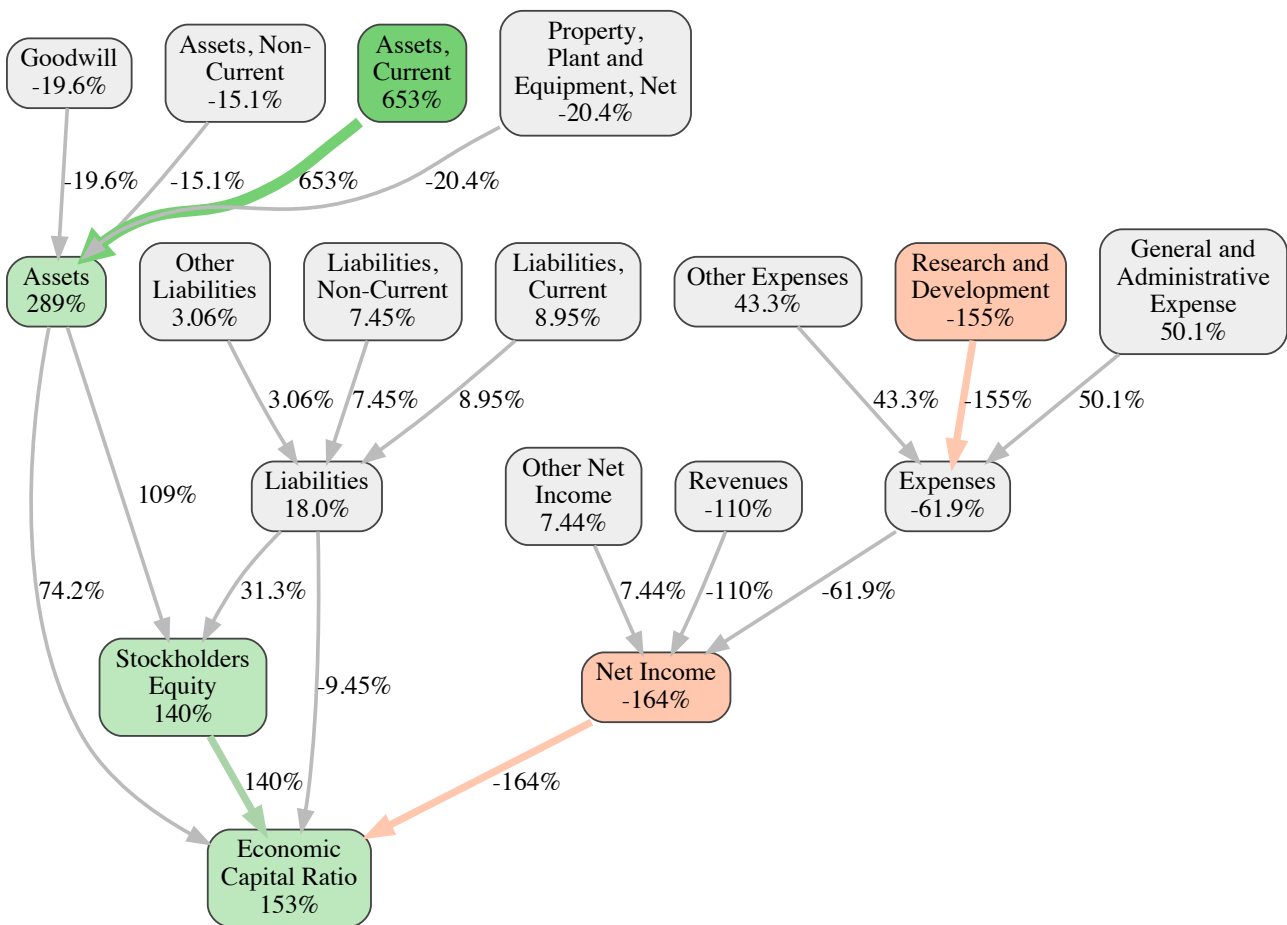 Goodwill
-19.6%
Assets, Non-
Current
-15.1%
Assets,
Current
653%
Property,
Plant and
Equipment, Net
-20.4%
-19.6%
-15.1%
653%
-20.4%
Assets
289%
Other
Liabilities
3.06%
Liabilities,
Non-Current
7.45%
Liabilities,
Current
8.95%
Other Expenses
43.3%
Research and
Development
-155%
General and
Administrative
Expense
50.1%
3.06%
7.45%
8.95%
43.3%
-155%
50.1%
109%
Liabilities
18.0%
Other Net
Income
7.44%
Revenues
-110%
Expenses
-61.9%
74.2%
31.3%
7.44%
-110%
-61.9%
Stockholders
Equity
140%
-9.45%
Net Income
-164%
140%
-164%
Economic
Capital Ratio
153%